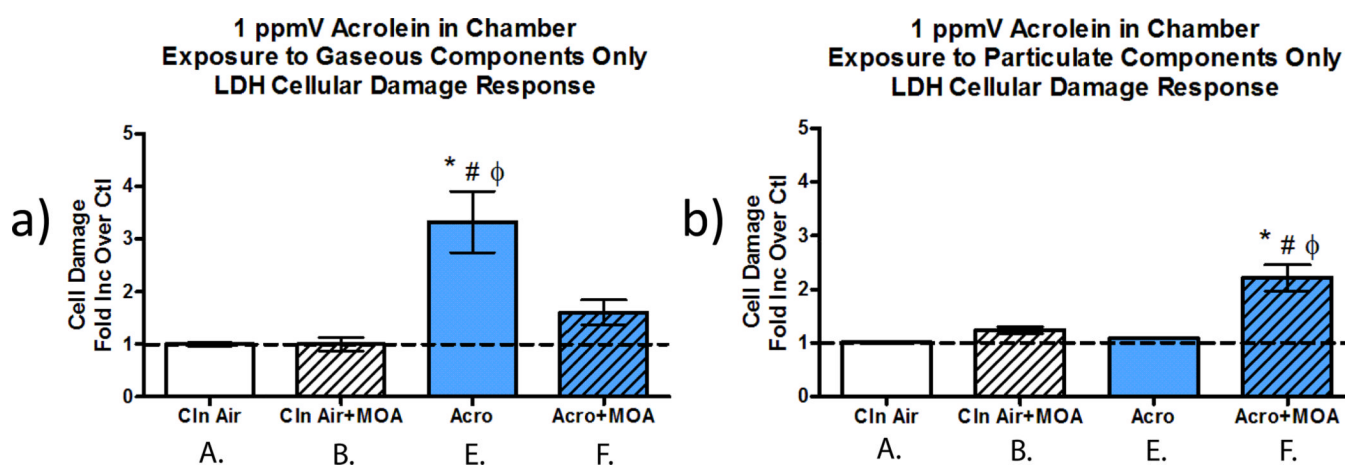 1 ppmV Acrolein in Chamber
Exposure to Gaseous Components Only
LDH Cellular Damage Response
a)
Cell Damage
Fold Inc Over Ctl
5
4
3
2
1
0
* # ϕ
Cln Air
Cln Air+MOA
Acro
Acro+MOA
A.
B.
E.
F.
1 ppmV Acrolein in Chamber
Exposure to Particulate Components Only
LDH Cellular Damage Response
b)
Cell Damage
Fold Inc Over Ctl
5
4
3
2
1
0
* # ϕ
Cln Air
Cln Air+MOA
Acro
Acro+MOA
A.
B.
E.
F.